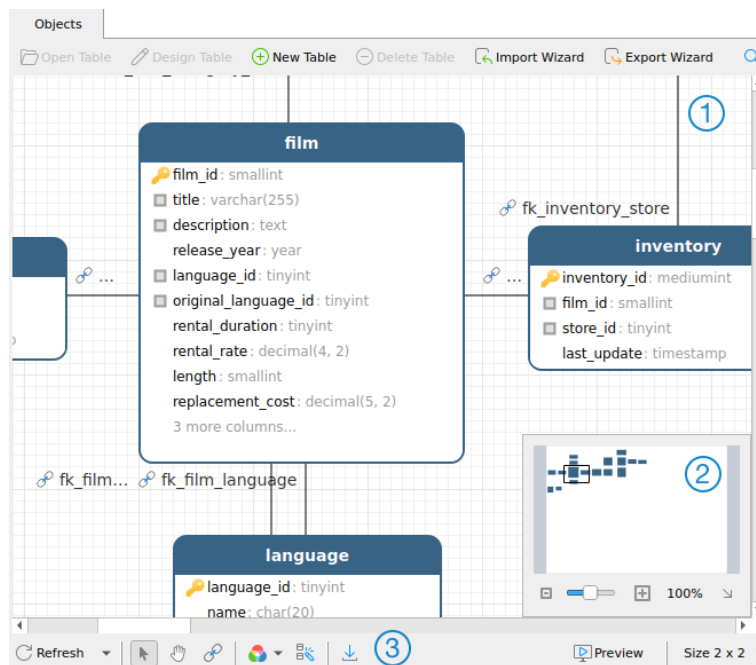 Objects
Open Table Design Table New Table Delete Table Import Wizard Export Wizard
1
film
film_id: smallint
title: varchar(255)
description: text
release_year: year
language_id: tinyint
original_language_id: tinyint
rental_duration: tinyint
rental_rate: decimal(4, 2)
length: smallint
replacement_cost: decimal(5, 2)
3 more columns...
...
...
fk_inventory_store
inventory
inventory_id: mediumint
film_id: smallint
store_id: tinyint
last_update: timestamp
fk_film... fk_film_language
language
language_id: tinyint
name: char(20)
2
100%
Refresh
3
Preview
Size 2 x 2